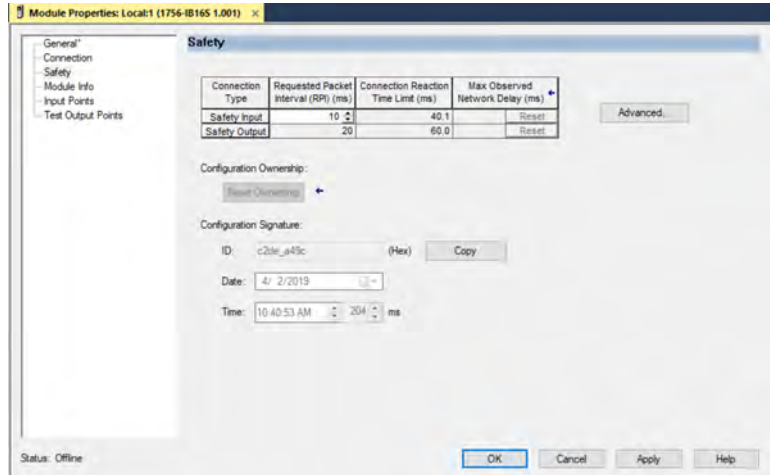 Module Properties: Local:1 (1756-IB16S 1.001) ×
General*
Connection
Safety
Module Info
Input Points
Test Output Points
Safety
Connection Type Requested Packet Interval (RPI) (ms) Connection Reaction Time Limit (ms) Max Observed Network Delay (ms)
Safety Input 10 40.1 Reset
Safety Output 20 60.0 Reset
Advanced...
Configuration Ownership:
Reset Ownership
Configuration Signature:
ID: c2de_a49c (Hex) Copy
Date: 4/ 2/2019
Time: 10:40:53 AM 204 ms
Status: Offline
OK Cancel Apply Help